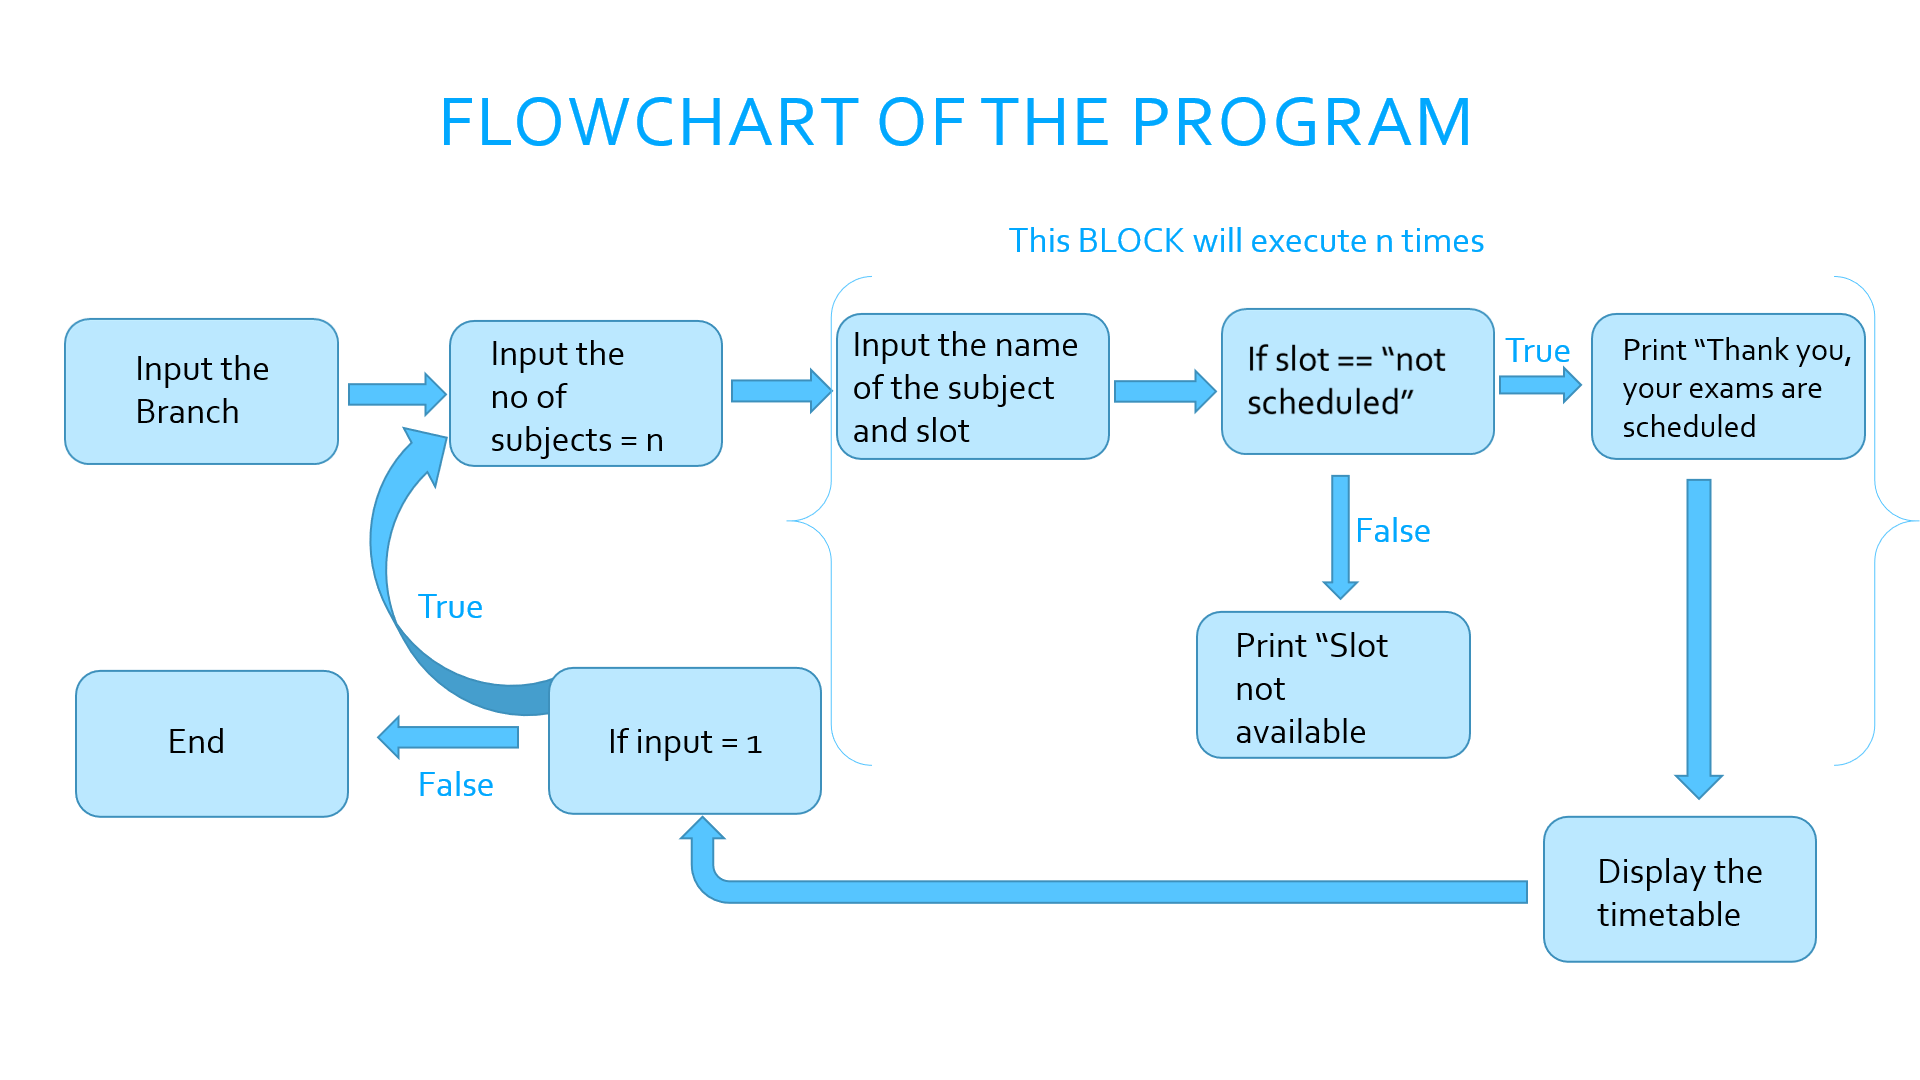 FLOWCHART OF THE PROGRAM
This BLOCK will execute n times
Input the
Branch
Input the
no of
subjects = n
Input the name
of the subject
and slot
If slot == “not
scheduled”
True
Print “Thank you,
your exams are
scheduled
False
Print “Slot
not
available
True
End
False
If input = 1
Display the
timetable